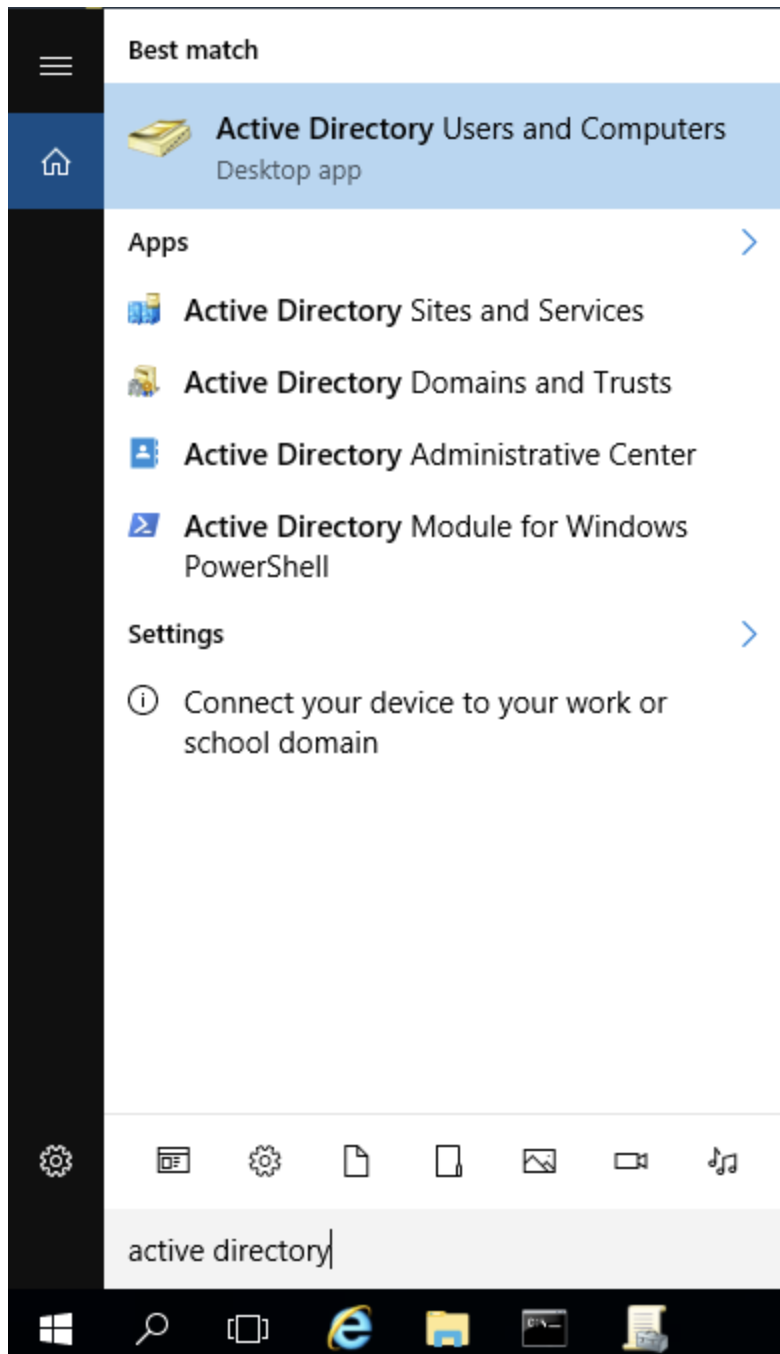 Best match
Active Directory Users and Computers
Desktop app
Apps
Active Directory Sites and Services
Active Directory Domains and Trusts
Active Directory Administrative Center
Active Directory Module for Windows
PowerShell
Settings
Connect your device to your work or
school domain
active directory